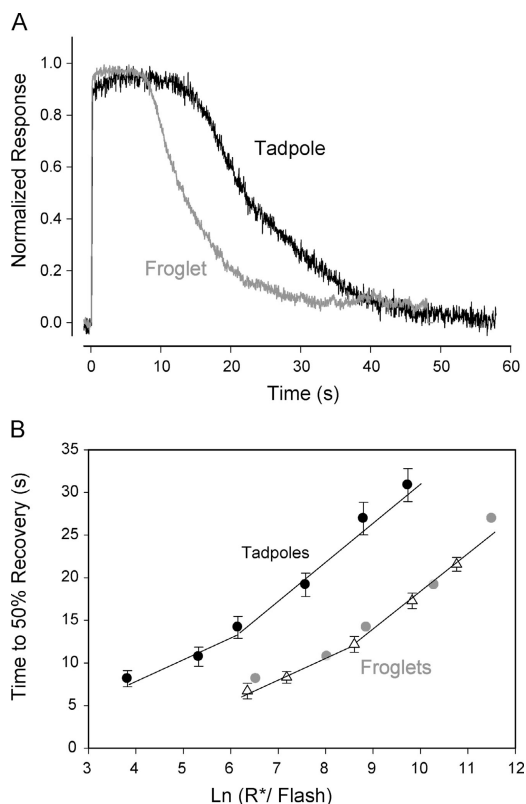 A
Normalized Response
1.0
0.8
0.6
0.4
0.2
0.0
Tadpole
Froglet
0 10 20 30 40 50 60
Time (s)
B
Time to 50% Recovery (s)
35
30
25
20
15
10
5
0
Tadpoles
Froglets
3 4 5 6 7 8 9 10 11 12
Ln (R*/ Flash)